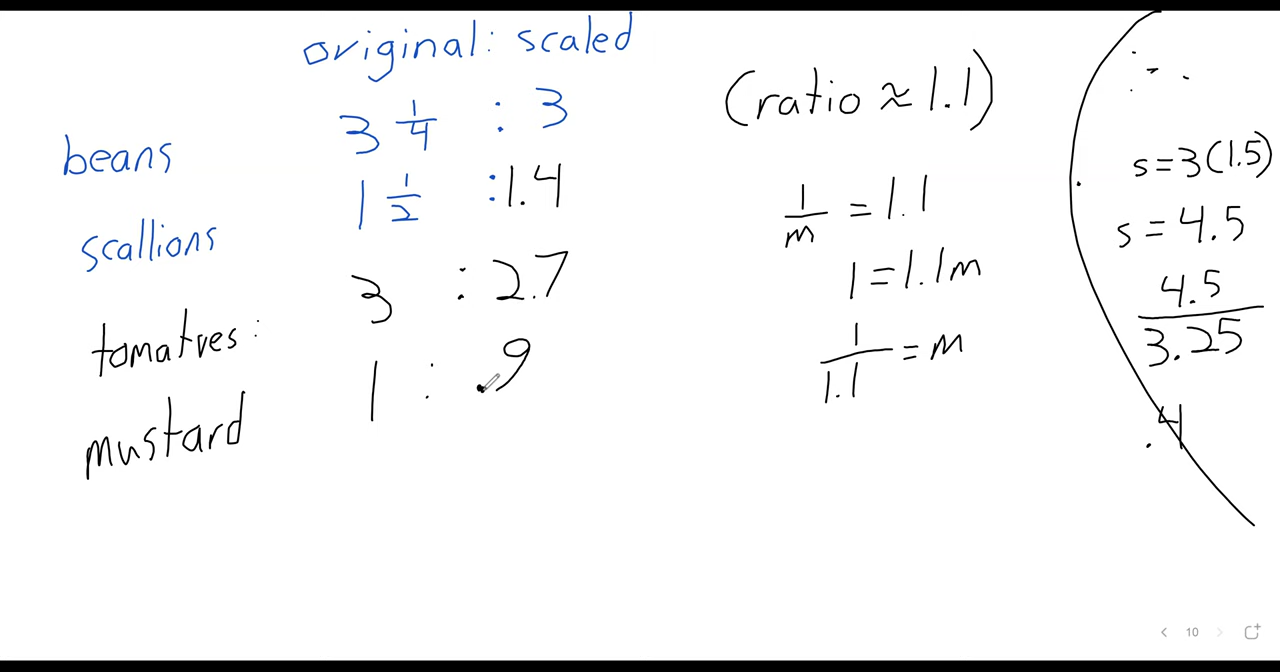 original: scaled
beans 3 1/4 : 3
scallions 1 1/2 : 1.4
tomatves: 3 : 2.7
mustard 1 : .9
(ratio ≈ 1.1)
1/m = 1.1
1 = 1.1m
1/1.1 = m
s = 3(1.5)
s = 4.5
4.5/3.25
.4
10